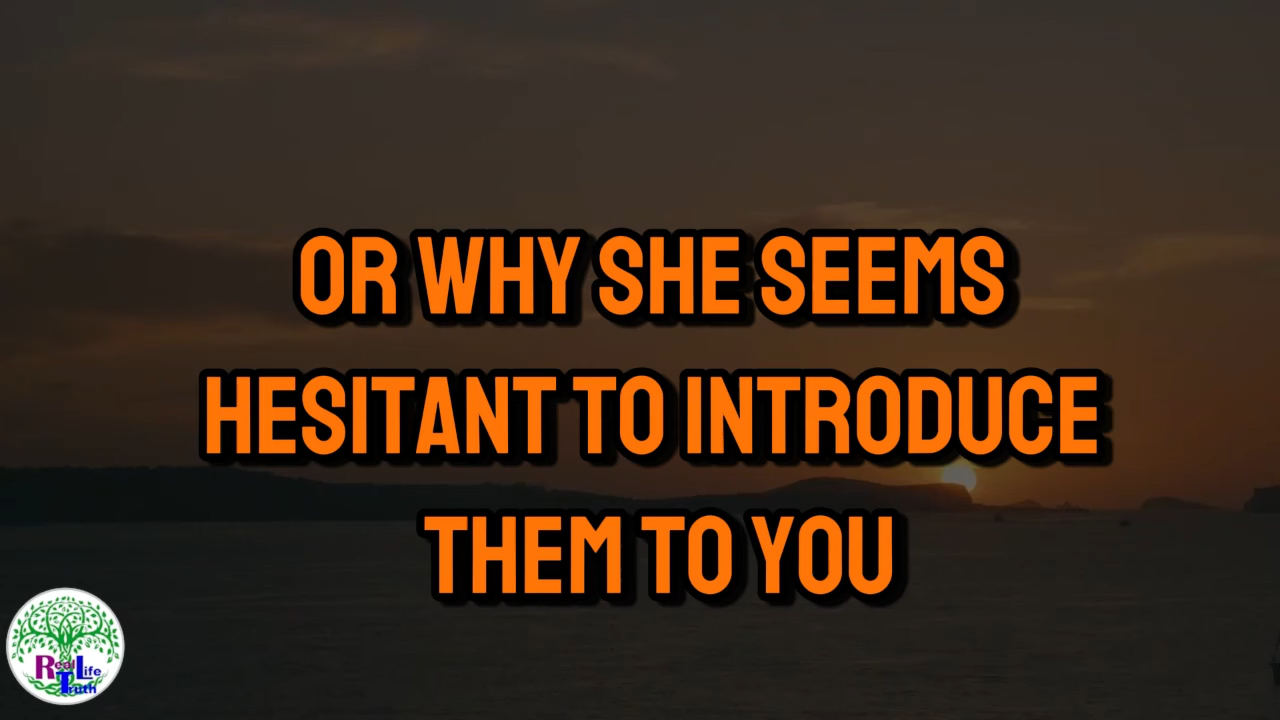 OR WHY SHE SEEMS
HESITANT TO INTRODUCE
THEM TO YOU
Real Life
Truth